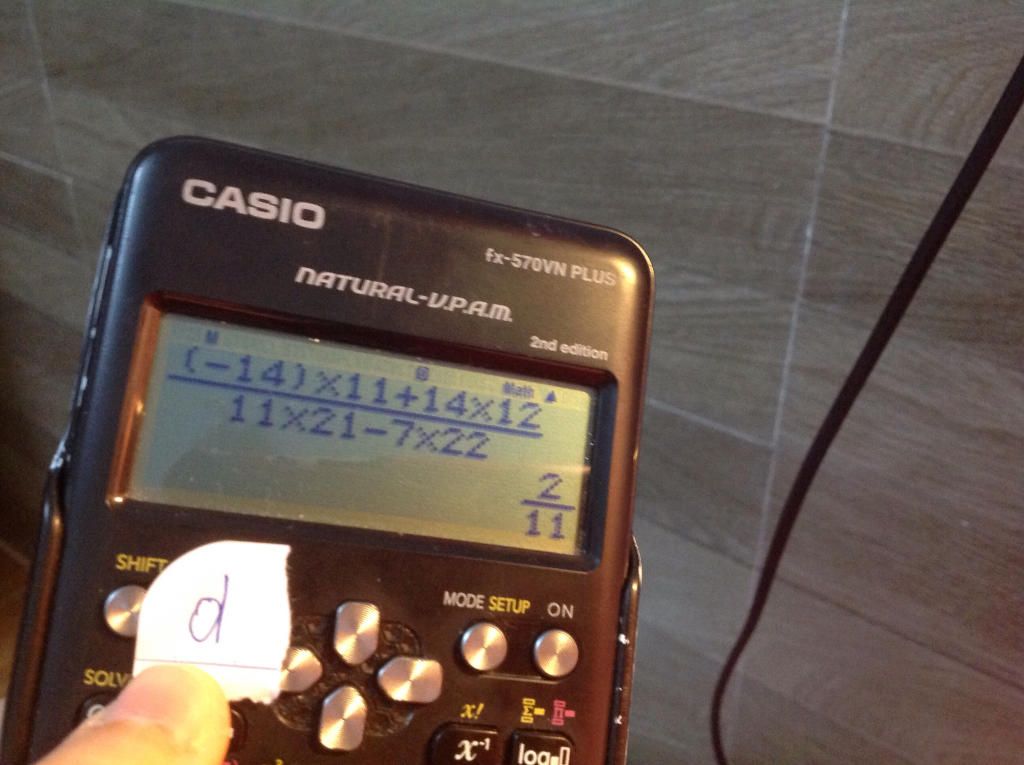 CASIO
fx-570VN PLUS
NATURAL-V.P.A.M.
2nd edition
M D Math ▲
(-14)×11+14×12
11×21-7×22
2
11
SHIFT
d
MODE SETUP ON
SOLV
x! Σ Π
x⁻¹ log